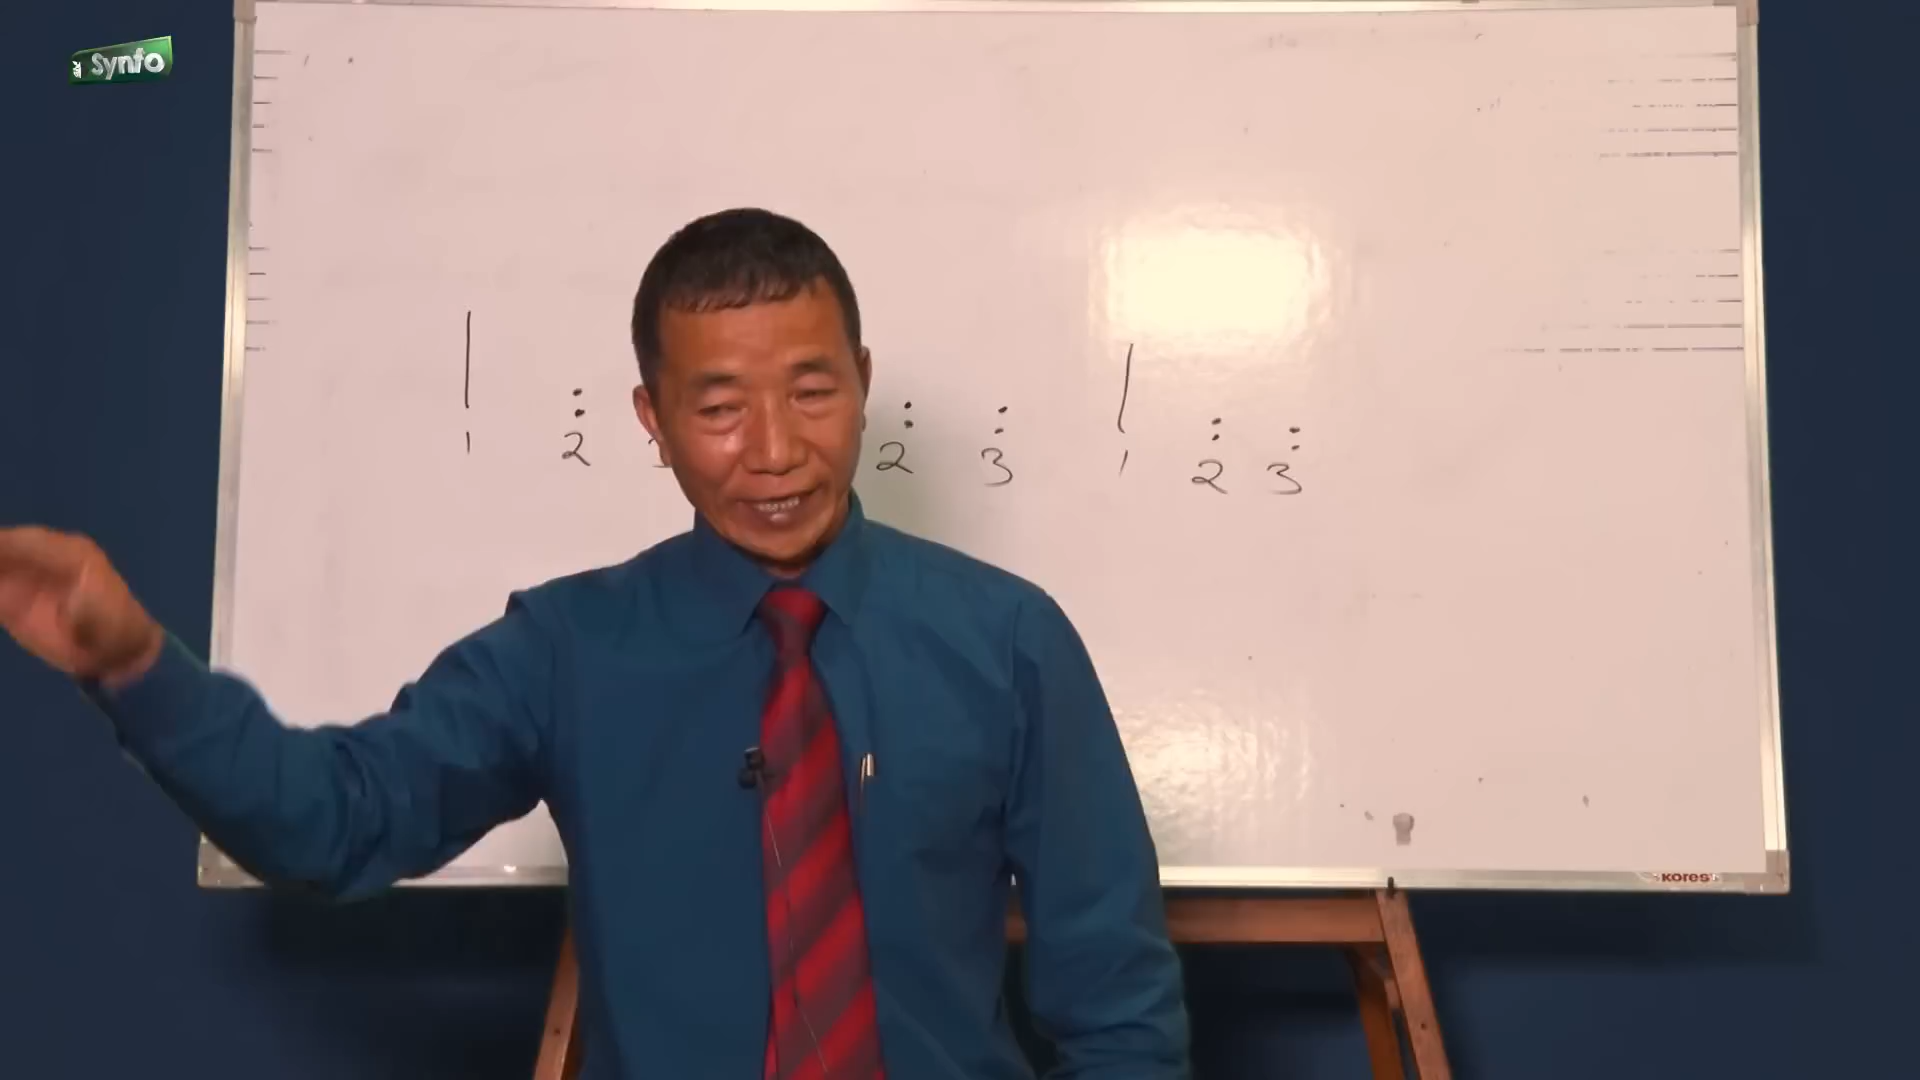 Synfo
| : : : | : :
1 2 2 3 1 2 3
kores